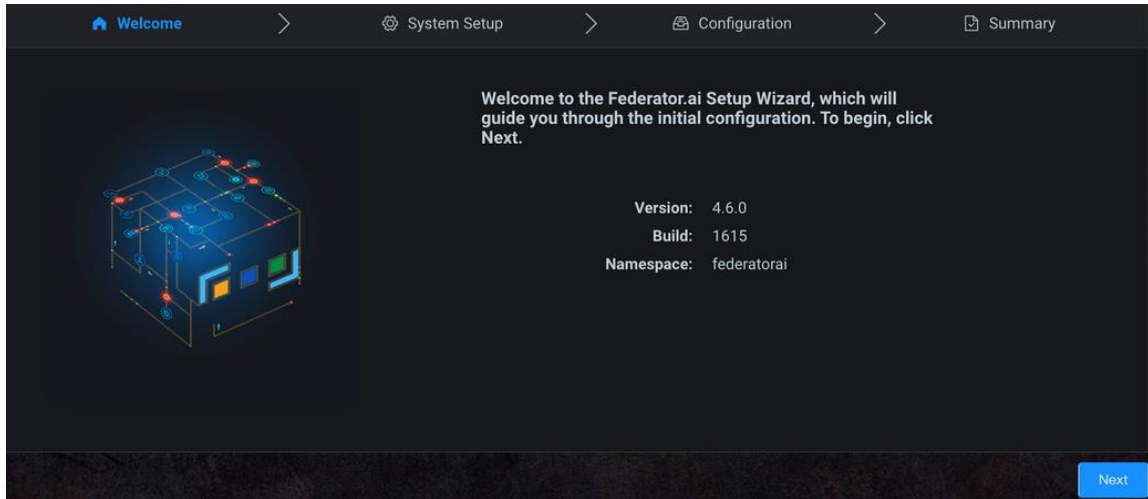 Welcome
System Setup
Configuration
Summary
Welcome to the Federator.ai Setup Wizard, which will
guide you through the initial configuration. To begin, click
Next.
Version: 4.6.0
Build: 1615
Namespace: federatorai
Next